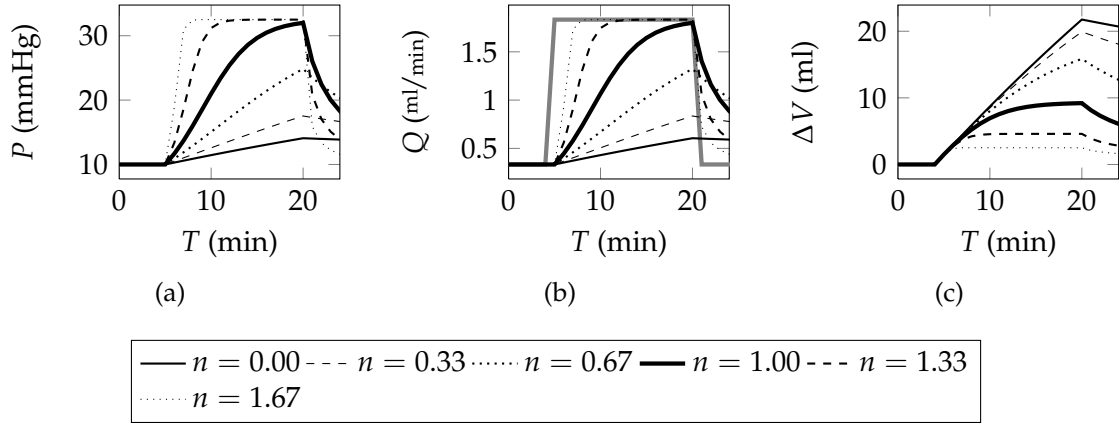 30
20
10
P (mmHg)
0 10 20
T (min)
(a)
1.5
1
0.5
Q (ml/min)
0 10 20
T (min)
(b)
20
10
0
ΔV (ml)
0 10 20
T (min)
(c)
n = 0.00 n = 0.33 n = 0.67 n = 1.00 n = 1.33
n = 1.67